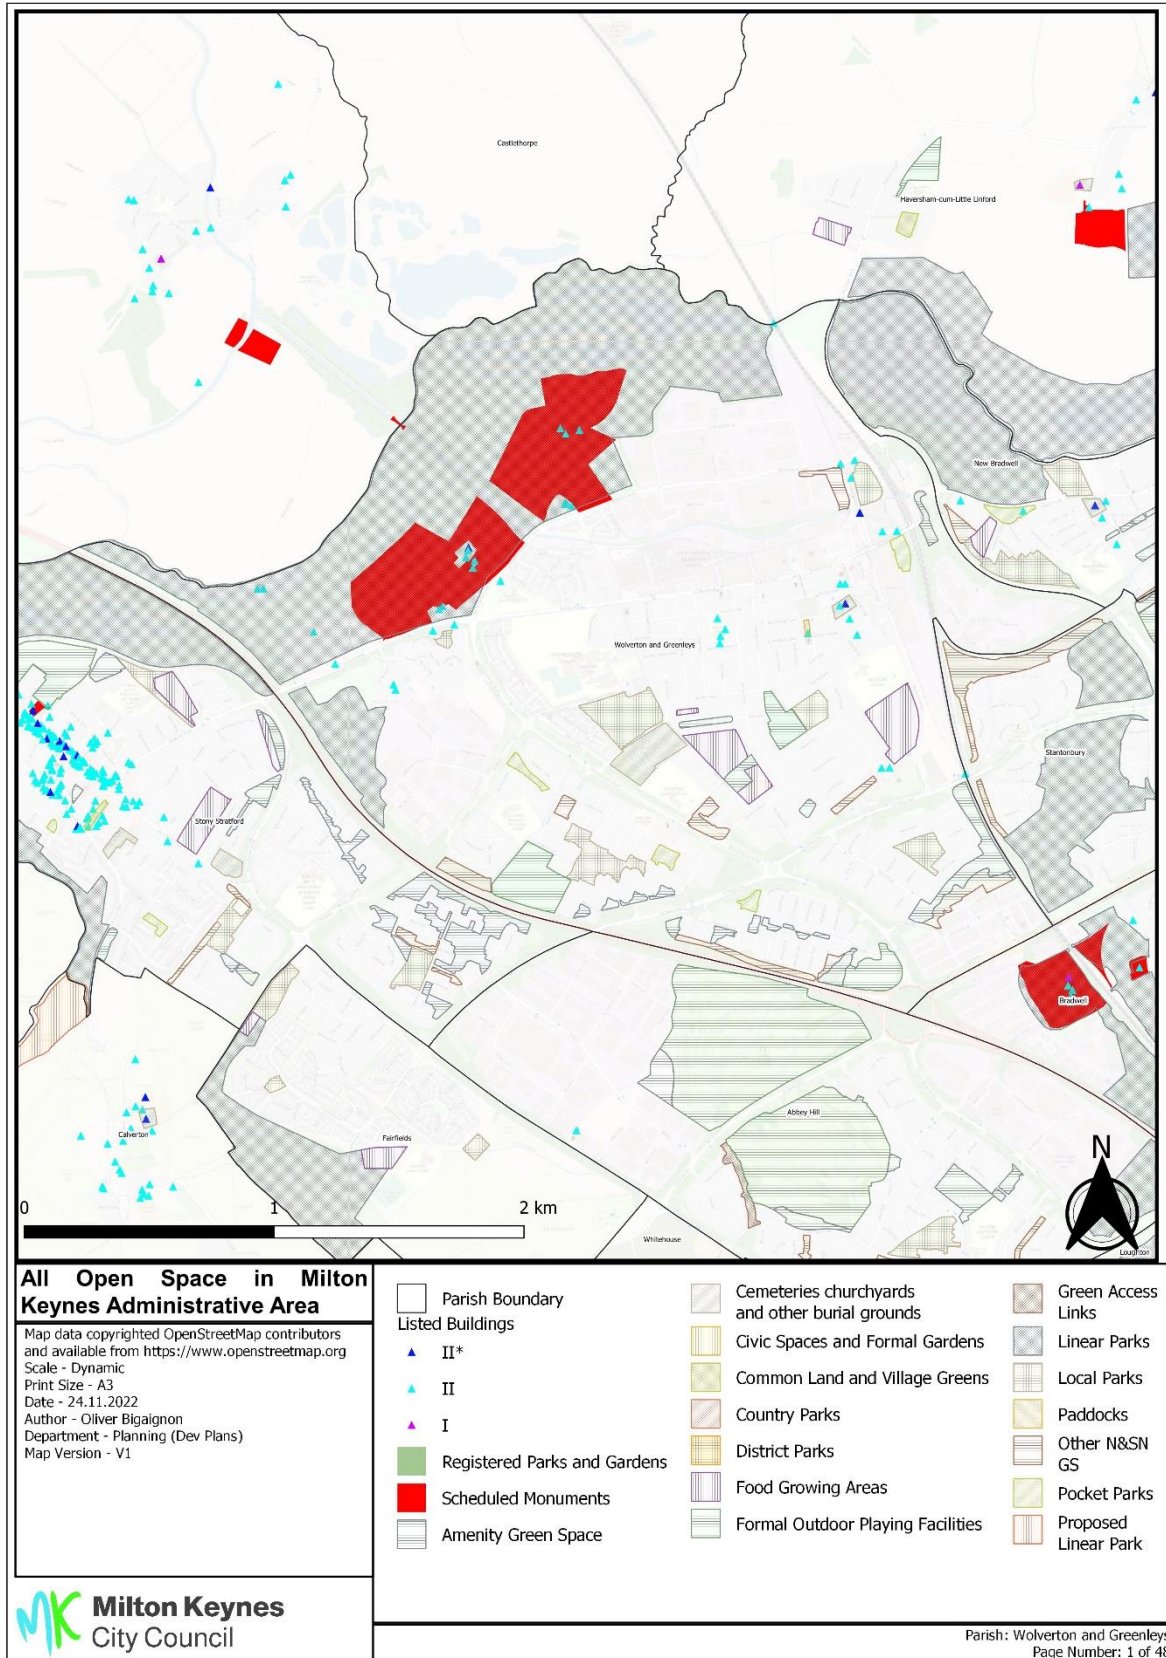 Castlethorpe
Haversham-cum-Little Linford
New Bradwell
Wolverton and Greenleys
Stantonbury
Stony Stratford
Bradwell
Abbey Hill
Calverton
Fairfields
Whitehouse
Loughton
N
0 1 2 km
All Open Space in Milton
Keynes Administrative Area
Map data copyrighted OpenStreetMap contributors
and available from https://www.openstreetmap.org
Scale - Dynamic
Print Size - A3
Date - 24.11.2022
Author - Oliver Bigaignon
Department - Planning (Dev Plans)
Map Version - V1
MK Milton Keynes
City Council
Parish Boundary
Listed Buildings
II*
II
I
Registered Parks and Gardens
Scheduled Monuments
Amenity Green Space
Cemeteries churchyards
and other burial grounds
Civic Spaces and Formal Gardens
Common Land and Village Greens
Country Parks
District Parks
Food Growing Areas
Formal Outdoor Playing Facilities
Green Access
Links
Linear Parks
Local Parks
Paddocks
Other N&SN
GS
Pocket Parks
Proposed
Linear Park
Parish: Wolverton and Greenleys
Page Number: 1 of 48